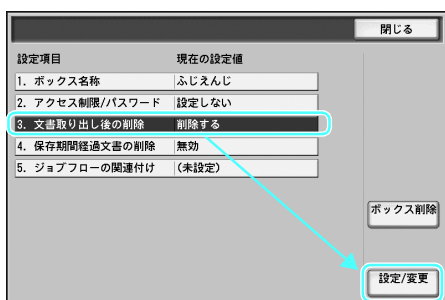 閉じる
設定項目 現在の設定値
1. ボックス名称 ふじえんじ
2. アクセス制限/パスワード 設定しない
3. 文書取り出し後の削除 削除する
4. 保存期間経過文書の削除 無効
5. ジョブフローの関連付け (未設定)
ボックス削除
設定/変更